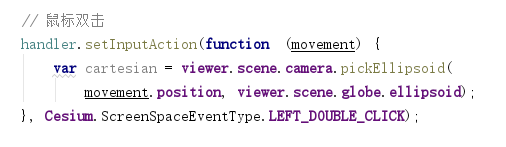 // 鼠标双击
handler.setInputAction(function (movement) {
var cartesian = viewer.scene.camera.pickEllipsoid(
movement.position, viewer.scene.globe.ellipsoid);
}, Cesium.ScreenSpaceEventType.LEFT_DOUBLE_CLICK);